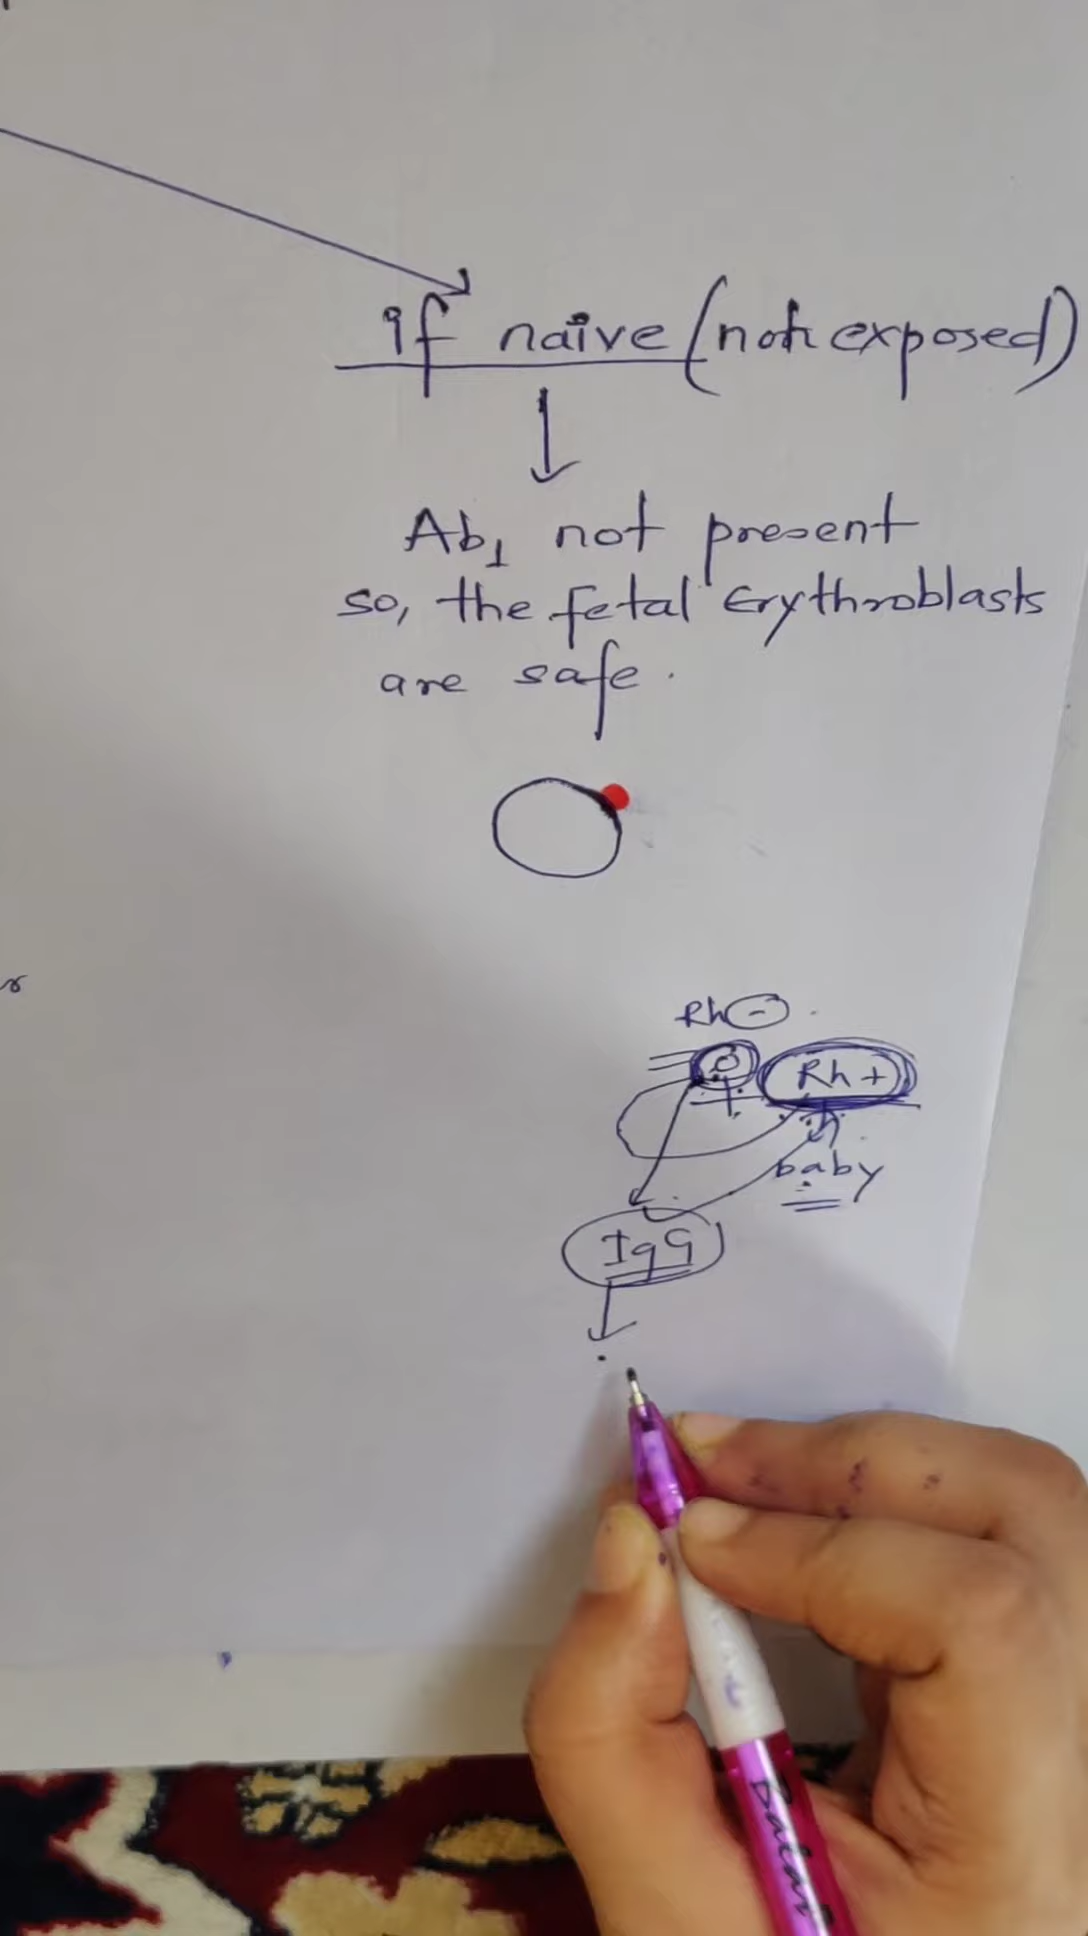 if naive (not exposed)
Ab1 not present
so, the fetal Erythroblasts
are safe.
Rh -
Rh +
baby
IgG